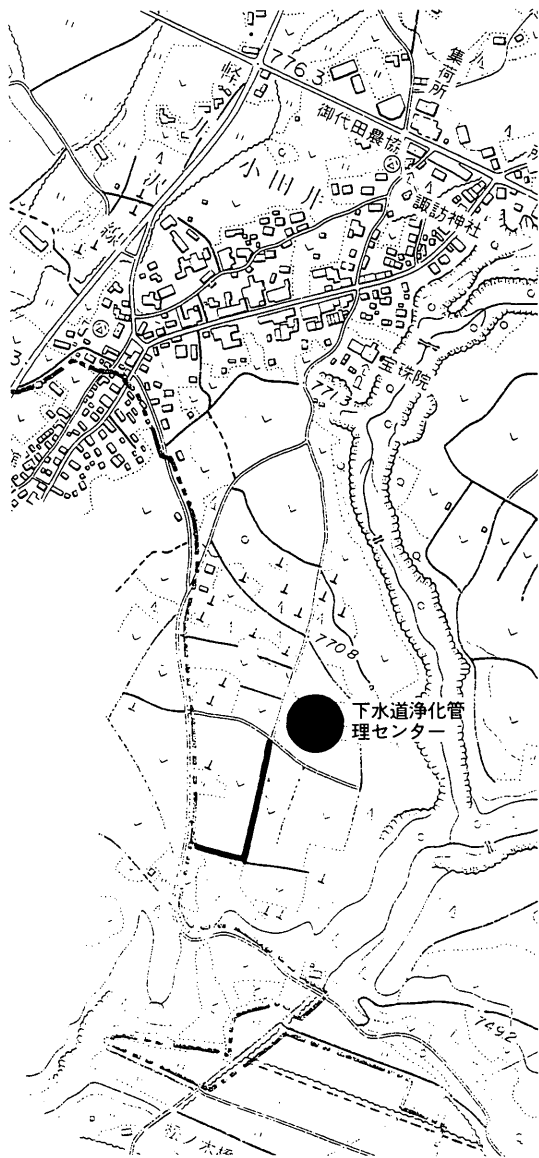 776.3
集荷所
御代田農協
小田井
諏訪神社
宝珠院
771.3
770.8
下水道浄化管
理センター
749.2